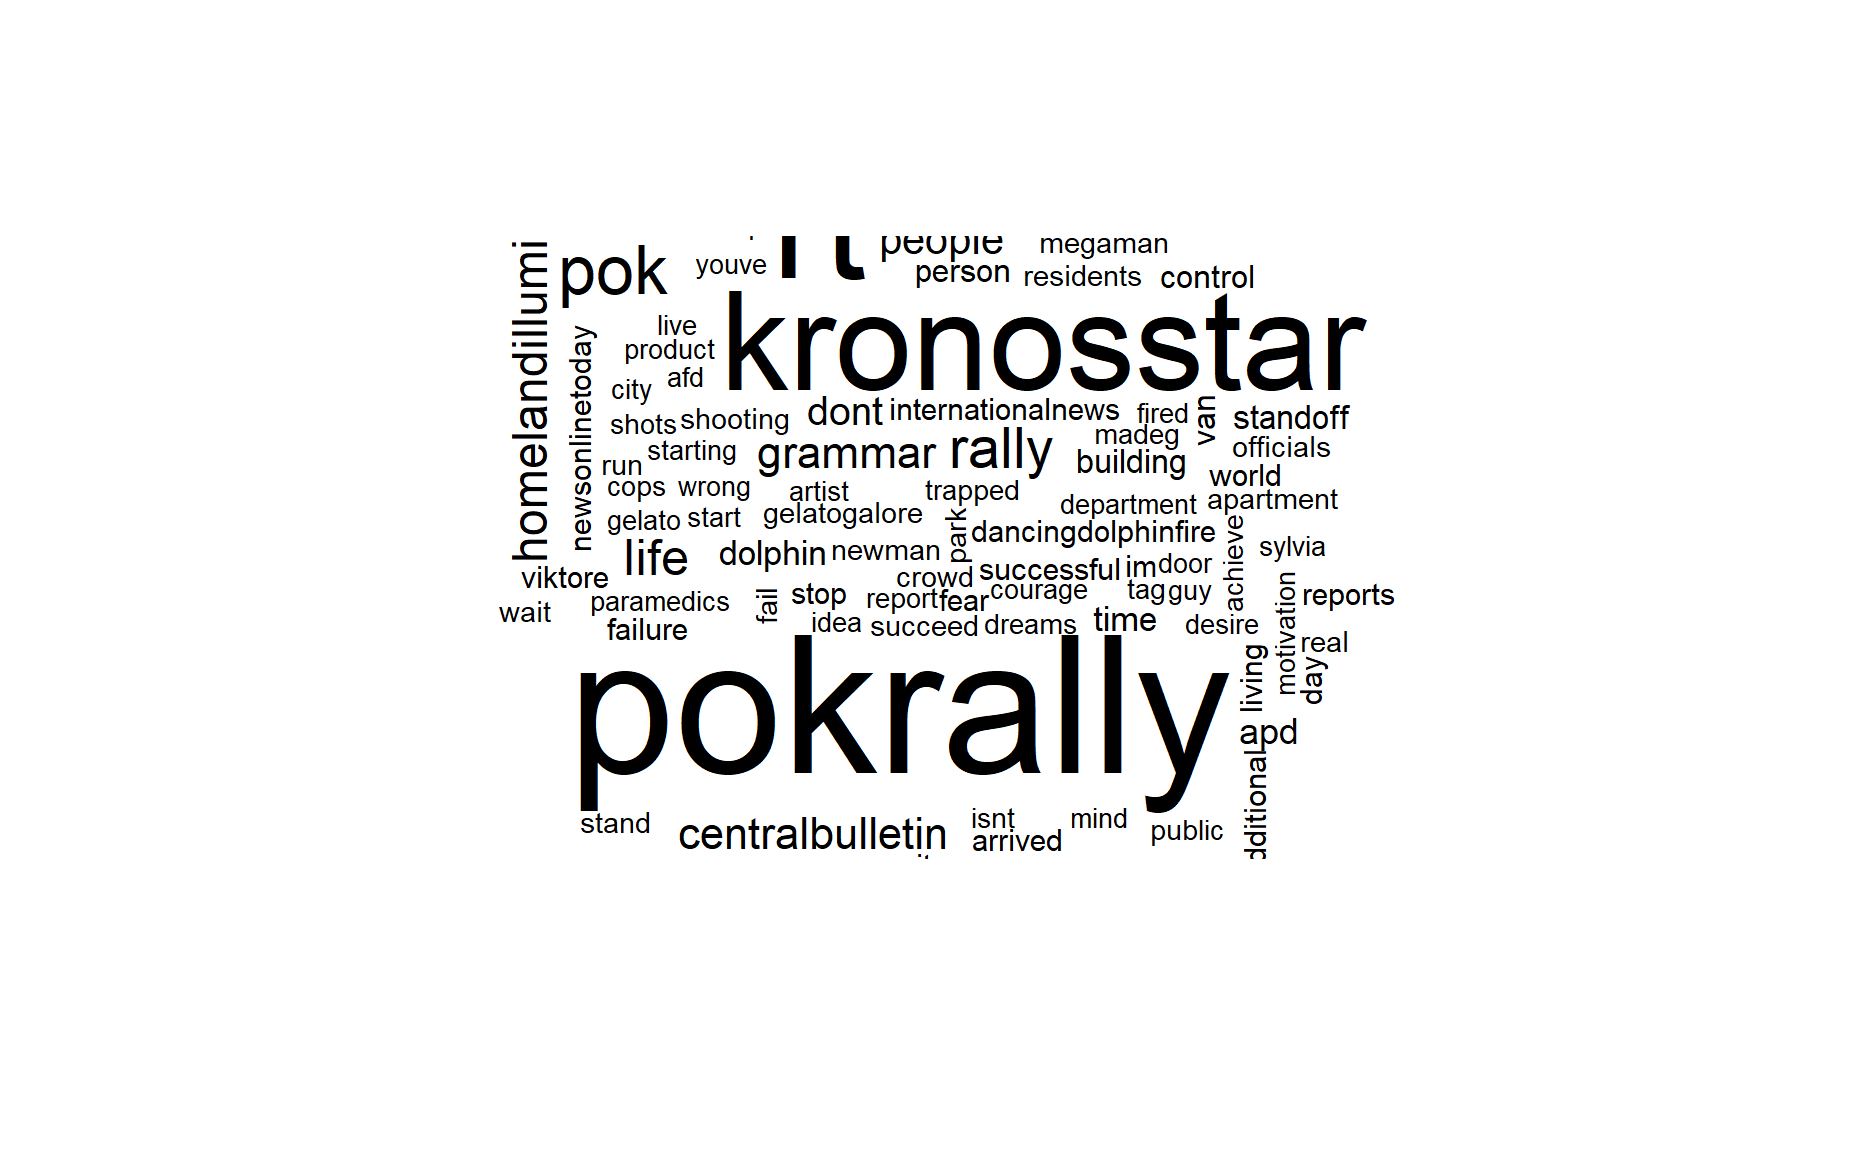 rt
people
megaman
homelandillumi
pok
youve
person
residents
control
kronosstar
live
product
newsonlinetoday
afd
city
dont
internationalnews
fired
van
standoff
shots
shooting
madeg
officials
starting
grammar
rally
building
run
world
cops
wrong
artist
trapped
department
apartment
gelato
start
gelatogalore
park
dancingdolphinfire
achieve
sylvia
life
dolphin
newman
viktore
crowd
successful
im
door
wait
paramedics
fail
stop
report
fear
courage
tag
guy
motivation
reports
failure
idea
succeed
dreams
time
desire
real
pokrally
living
day
apd
dditional
stand
centralbulletin
isnt
arrived
mind
public